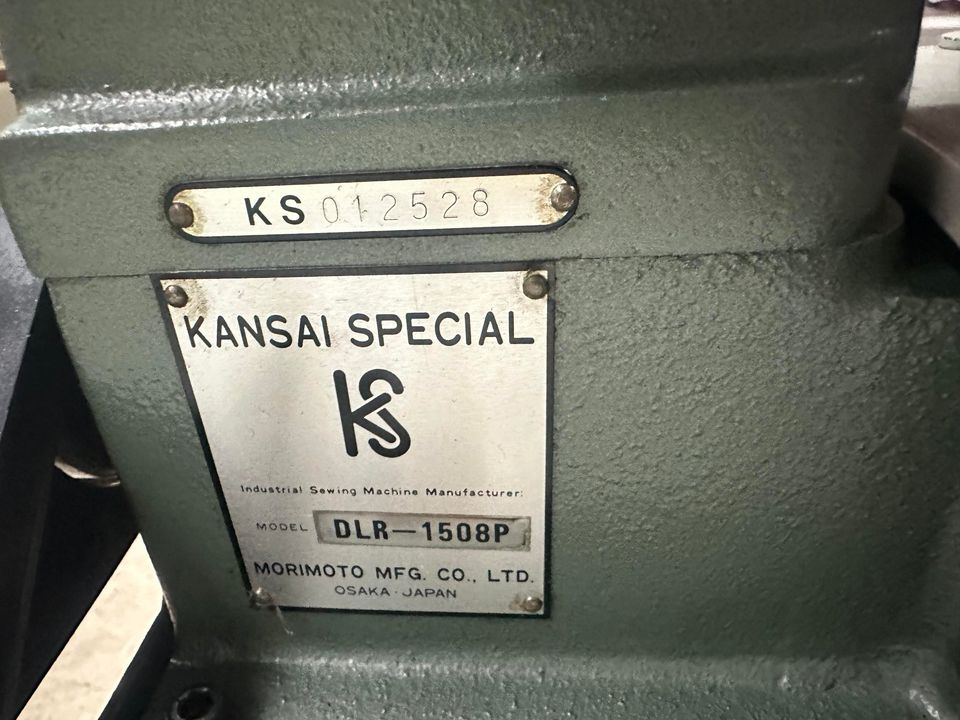 KS 012528
KANSAI SPECIAL
KS
Industrial Sewing Machine Manufacturer:
MODEL DLR-1508P
MORIMOTO MFG. CO., LTD.
OSAKA · JAPAN